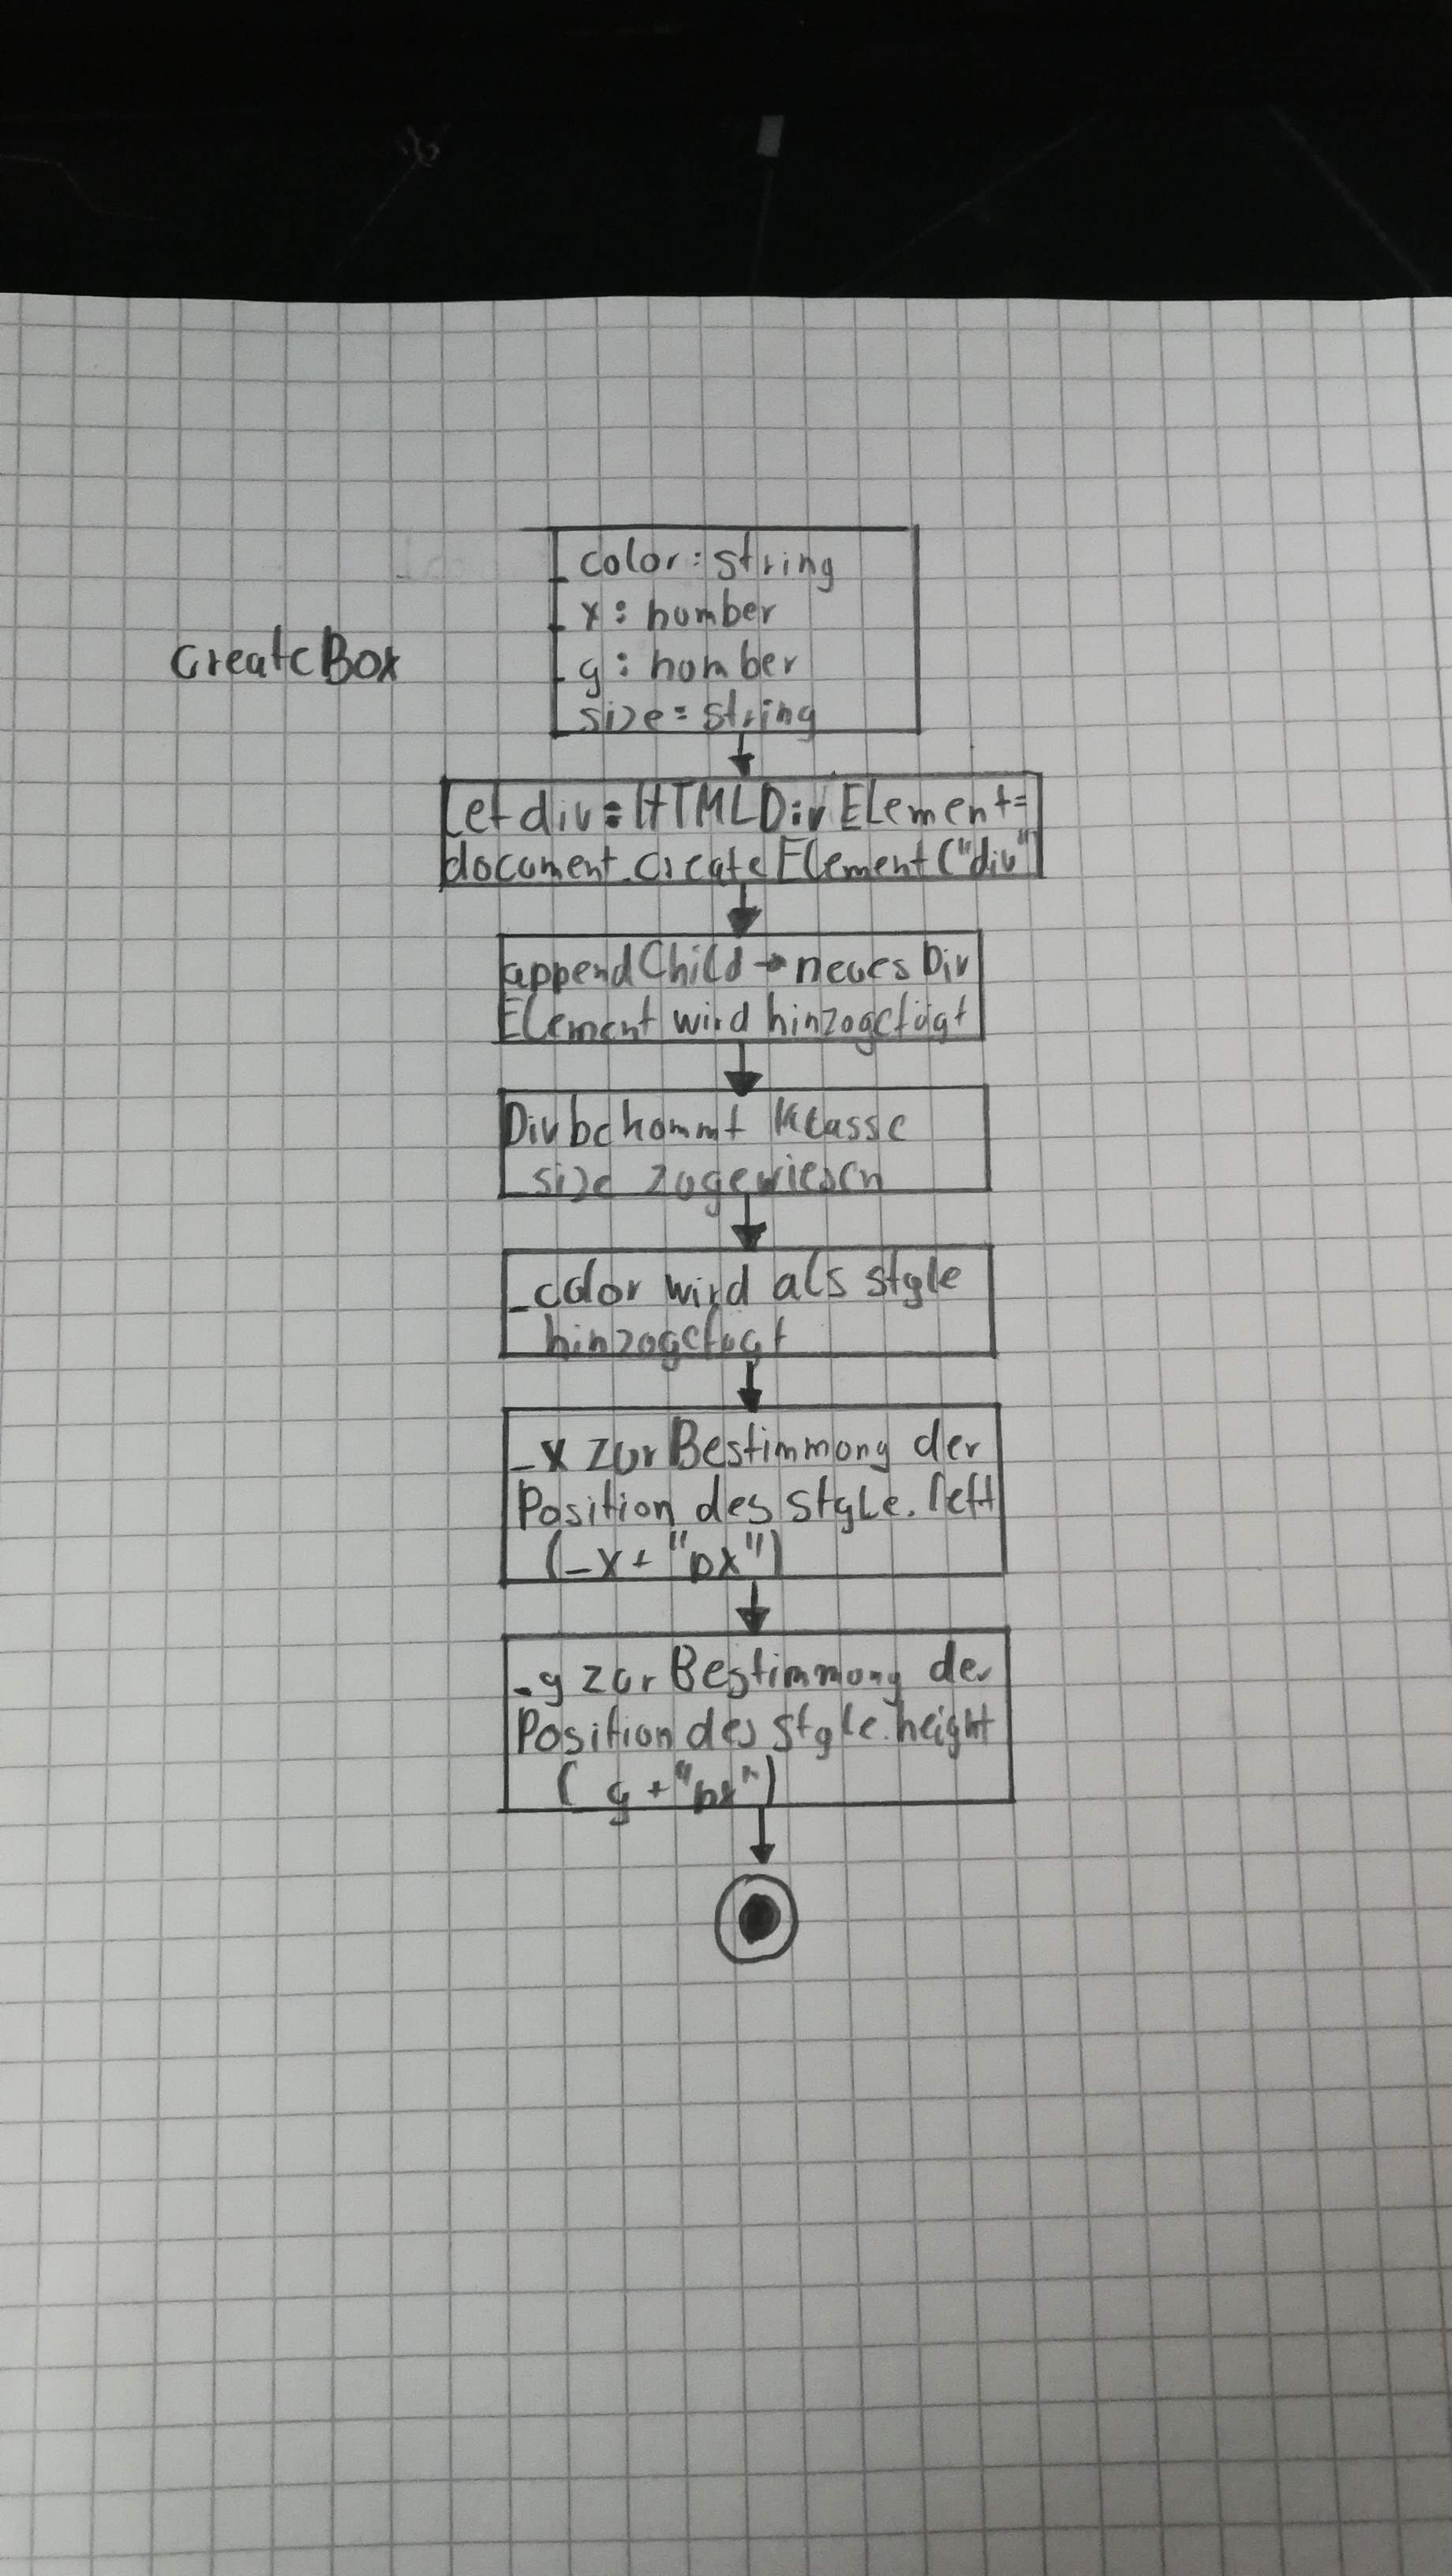 createBox
_color: string
_x: number
_y: number
_size: string
let div: HTMLDivElement =
document.createElement("div")
appendChild → neues Div
Element wird hinzugefügt
Div bekommt Klasse
_size zugewiesen
_color wird als style
hinzugefügt
_x zur Bestimmung der
Position des style.left
(_x + "px")
_y zur Bestimmung der
Position des style.height
(_y + "px")